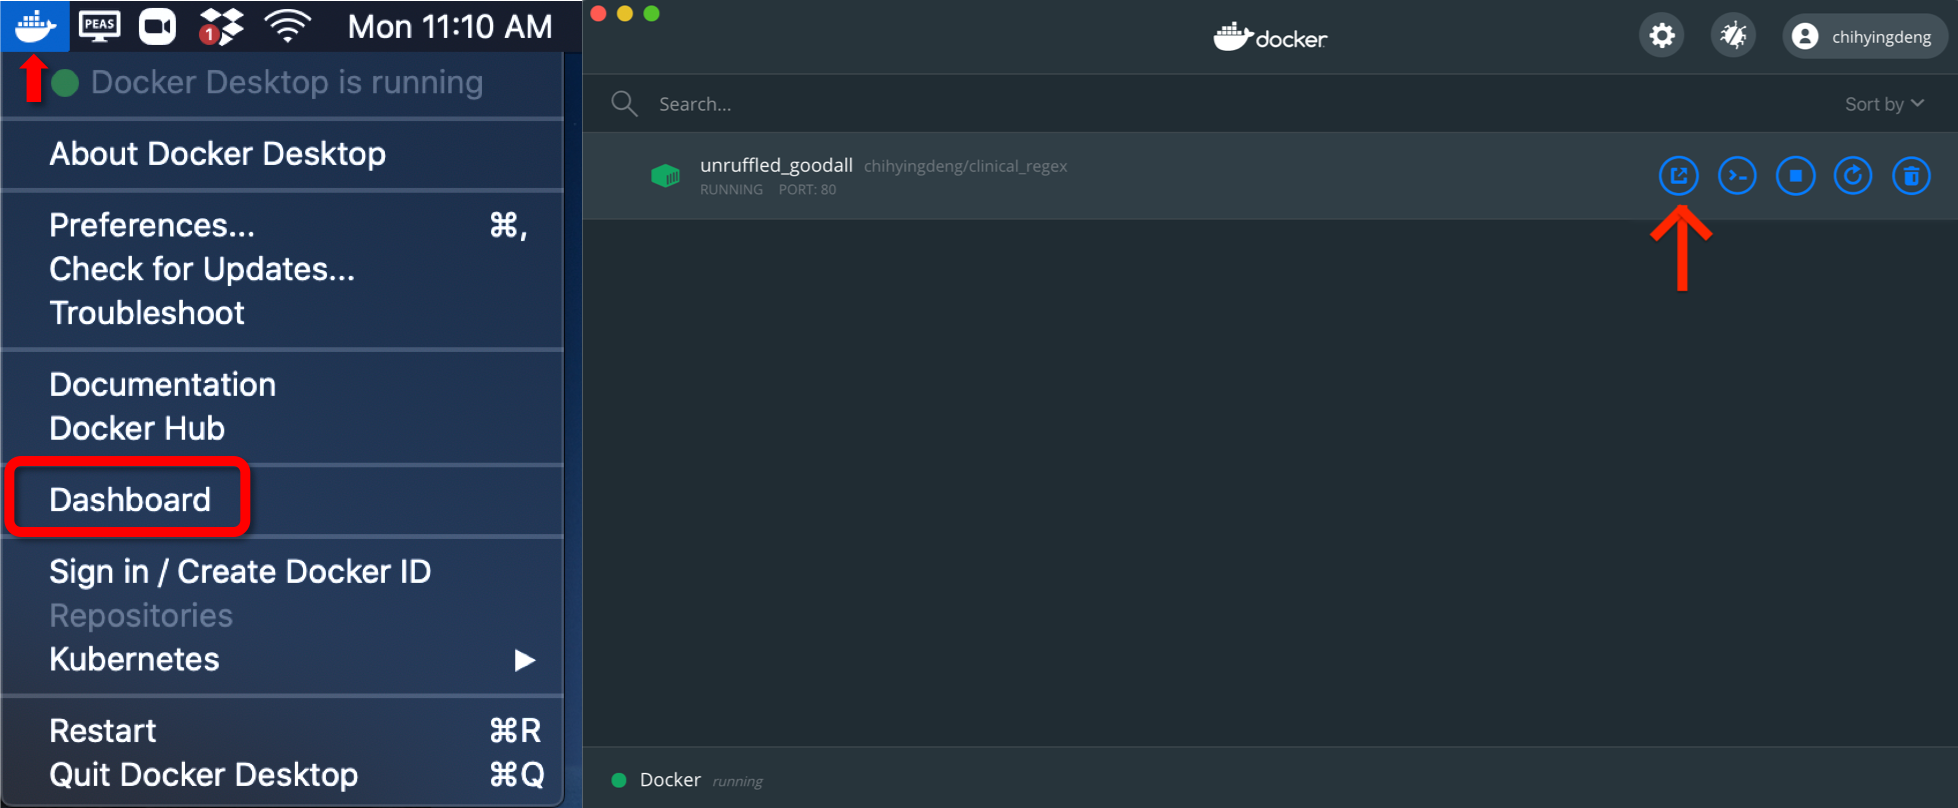 PEAS
1
Mon 11:10 AM
Docker Desktop is running
About Docker Desktop
Preferences... ⌘,
Check for Updates...
Troubleshoot
Documentation
Docker Hub
Dashboard
Sign in / Create Docker ID
Repositories
Kubernetes
Restart ⌘R
Quit Docker Desktop ⌘Q
docker
chihyingdeng
Search...
Sort by
unruffled_goodall chihyingdeng/clinical_regex
RUNNING PORT: 80
Docker running